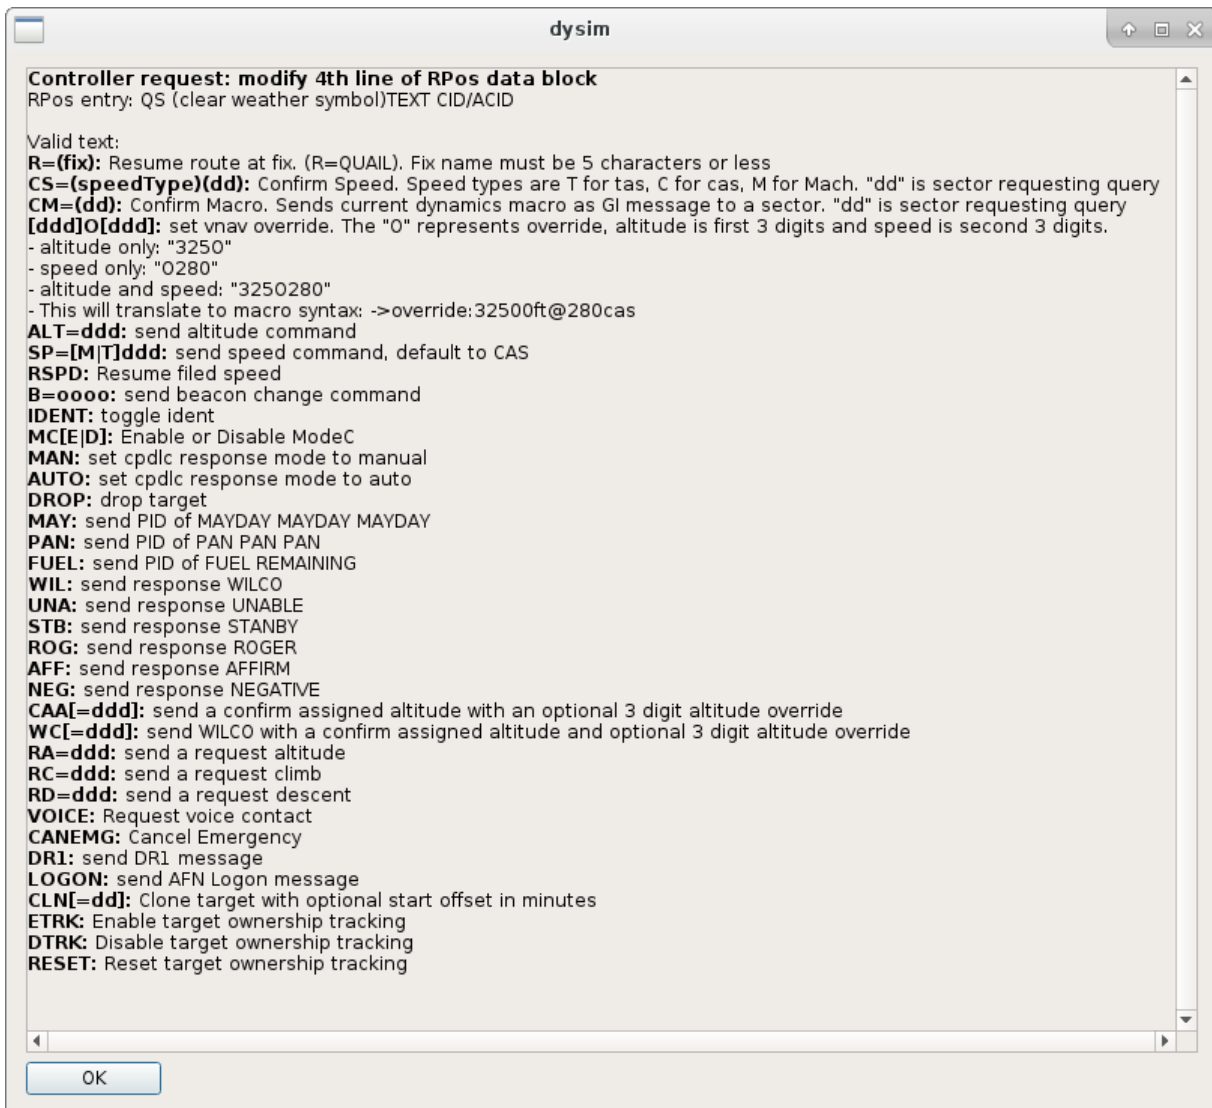 dysim
Controller request: modify 4th line of RPos data block
RPos entry: QS (clear weather symbol)TEXT CID/ACID
Valid text:
R=(fix): Resume route at fix. (R=QUAIL). Fix name must be 5 characters or less
CS=(speedType)(dd): Confirm Speed. Speed types are T for tas, C for cas, M for Mach. "dd" is sector requesting query
CM=(dd): Confirm Macro. Sends current dynamics macro as GI message to a sector. "dd" is sector requesting query
[ddd]O[ddd]: set vnav override. The "O" represents override, altitude is first 3 digits and speed is second 3 digits.
- altitude only: "325O"
- speed only: "O280"
- altitude and speed: "325O280"
- This will translate to macro syntax: ->override:32500ft@280cas
ALT=ddd: send altitude command
SP=[M|T]ddd: send speed command, default to CAS
RSPD: Resume filed speed
B=oooo: send beacon change command
IDENT: toggle ident
MC[E|D]: Enable or Disable ModeC
MAN: set cpdlc response mode to manual
AUTO: set cpdlc response mode to auto
DROP: drop target
MAY: send PID of MAYDAY MAYDAY MAYDAY
PAN: send PID of PAN PAN PAN
FUEL: send PID of FUEL REMAINING
WIL: send response WILCO
UNA: send response UNABLE
STB: send response STANBY
ROG: send response ROGER
AFF: send response AFFIRM
NEG: send response NEGATIVE
CAA[=ddd]: send a confirm assigned altitude with an optional 3 digit altitude override
WC[=ddd]: send WILCO with a confirm assigned altitude and optional 3 digit altitude override
RA=ddd: send a request altitude
RC=ddd: send a request climb
RD=ddd: send a request descent
VOICE: Request voice contact
CANEMG: Cancel Emergency
DR1: send DR1 message
LOGON: send AFN Logon message
CLN[=dd]: Clone target with optional start offset in minutes
ETRK: Enable target ownership tracking
DTRK: Disable target ownership tracking
RESET: Reset target ownership tracking
OK